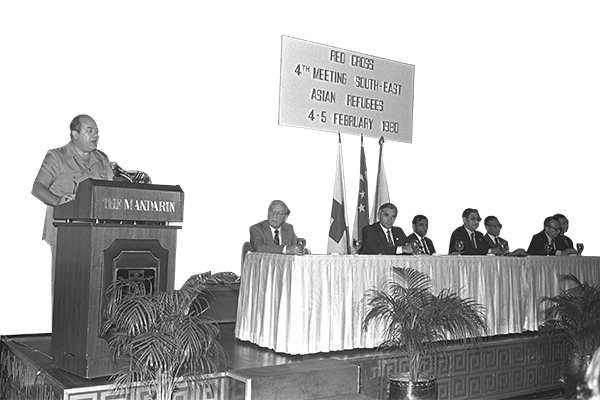 RED CROSS
4TH MEETING SOUTH-EAST
ASIAN REFUGEES
4-5 FEBRUARY 1980
THE MANDARIN